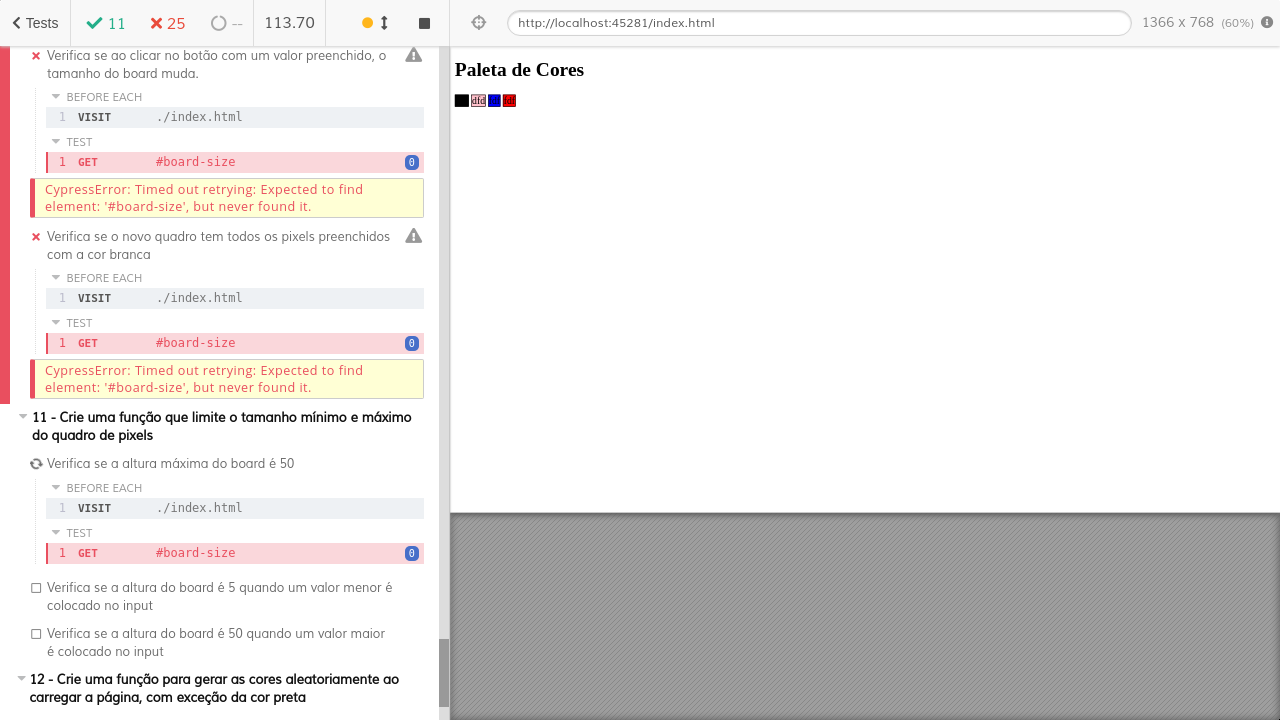 Tests
11
25
--
113.70
http://localhost:45281/index.html
1366 x 768 (60%)
Verifica se ao clicar no botão com um valor preenchido, o
tamanho do board muda.
BEFORE EACH
1 VISIT ./index.html
TEST
1 GET #board-size 0
CypressError: Timed out retrying: Expected to find
element: '#board-size', but never found it.
Verifica se o novo quadro tem todos os pixels preenchidos
com a cor branca
BEFORE EACH
1 VISIT ./index.html
TEST
1 GET #board-size 0
CypressError: Timed out retrying: Expected to find
element: '#board-size', but never found it.
11 - Crie uma função que limite o tamanho mínimo e máximo
do quadro de pixels
Verifica se a altura máxima do board é 50
BEFORE EACH
1 VISIT ./index.html
TEST
1 GET #board-size 0
Verifica se a altura do board é 5 quando um valor menor é
colocado no input
Verifica se a altura do board é 50 quando um valor maior
é colocado no input
12 - Crie uma função para gerar as cores aleatoriamente ao
carregar a página, com exceção da cor preta
Paleta de Cores
dfd